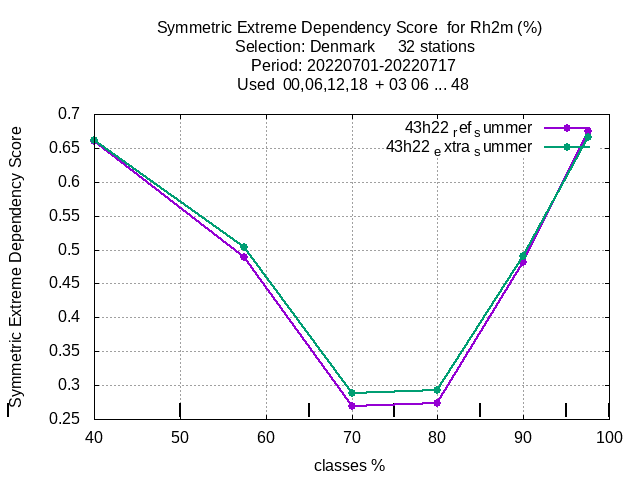 Symmetric Extreme Dependency Score  for Rh2m (%)
Selection: Denmark     32 stations
Period: 20220701-20220717
Used  00,06,12,18  + 03 06 ... 48
43h22 ref summer
43h22 extra summer
0.7
0.65
0.6
0.55
0.5
0.45
0.4
0.35
0.3
0.25
Symmetric Extreme Dependency Score
40 50 60 70 80 90 100
classes %